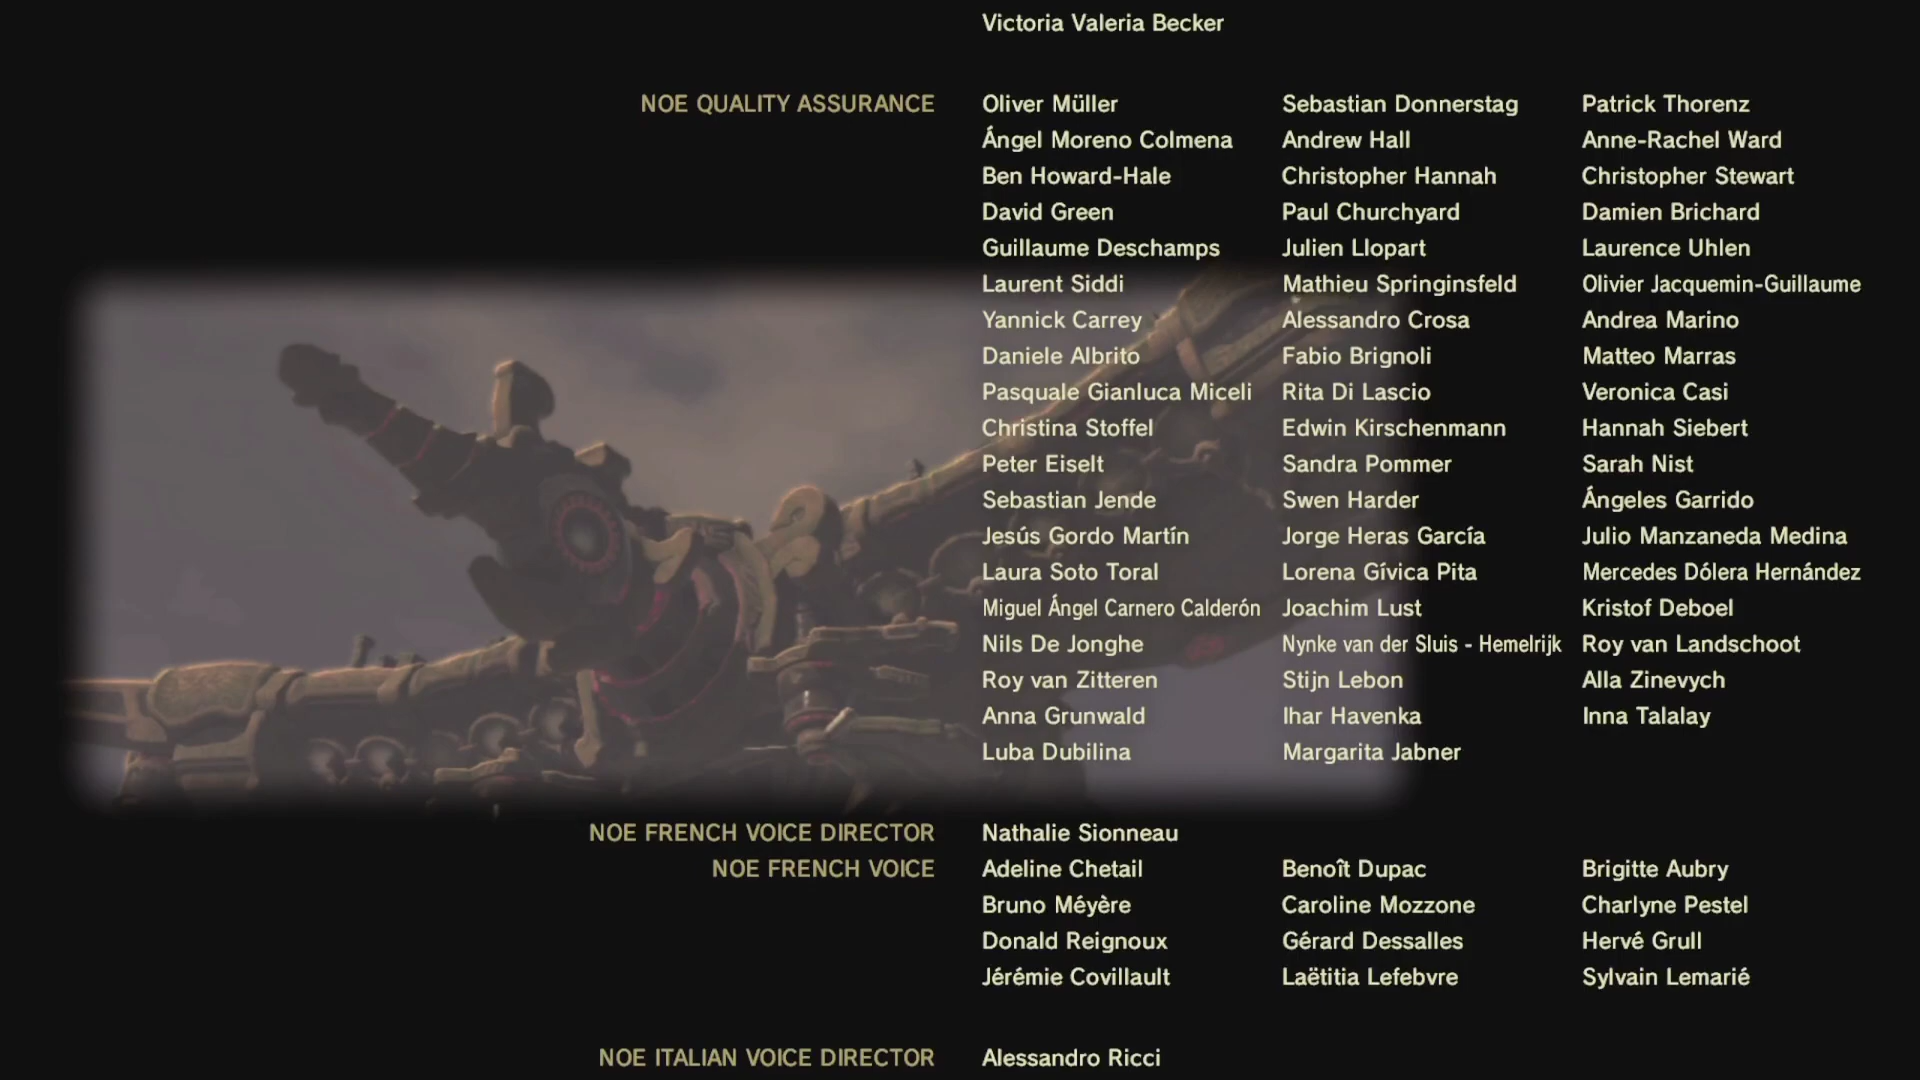 Victoria Valeria Becker
NOE QUALITY ASSURANCE Oliver Müller Sebastian Donnerstag Patrick Thorenz
Ángel Moreno Colmena Andrew Hall Anne-Rachel Ward
Ben Howard-Hale Christopher Hannah Christopher Stewart
David Green Paul Churchyard Damien Brichard
Guillaume Deschamps Julien Llopart Laurence Uhlen
Laurent Siddi Mathieu Springinsfeld Olivier Jacquemin-Guillaume
Yannick Carrey Alessandro Crosa Andrea Marino
Daniele Albrito Fabio Brignoli Matteo Marras
Pasquale Gianluca Miceli Rita Di Lascio Veronica Casi
Christina Stoffel Edwin Kirschenmann Hannah Siebert
Peter Eiselt Sandra Pommer Sarah Nist
Sebastian Jende Swen Harder Ángeles Garrido
Jesús Gordo Martín Jorge Heras García Julio Manzaneda Medina
Laura Soto Toral Lorena Gívica Pita Mercedes Dólera Hernández
Miguel Ángel Carnero Calderón Joachim Lust Kristof Deboel
Nils De Jonghe Nynke van der Sluis - Hemelrijk Roy van Landschoot
Roy van Zitteren Stijn Lebon Alla Zinevych
Anna Grunwald Ihar Havenka Inna Talalay
Luba Dubilina Margarita Jabner
NOE FRENCH VOICE DIRECTOR Nathalie Sionneau
NOE FRENCH VOICE Adeline Chetail Benoît Dupac Brigitte Aubry
Bruno Méyère Caroline Mozzone Charlyne Pestel
Donald Reignoux Gérard Dessalles Hervé Grull
Jérémie Covillault Laëtitia Lefebvre Sylvain Lemarié
NOE ITALIAN VOICE DIRECTOR Alessandro Ricci